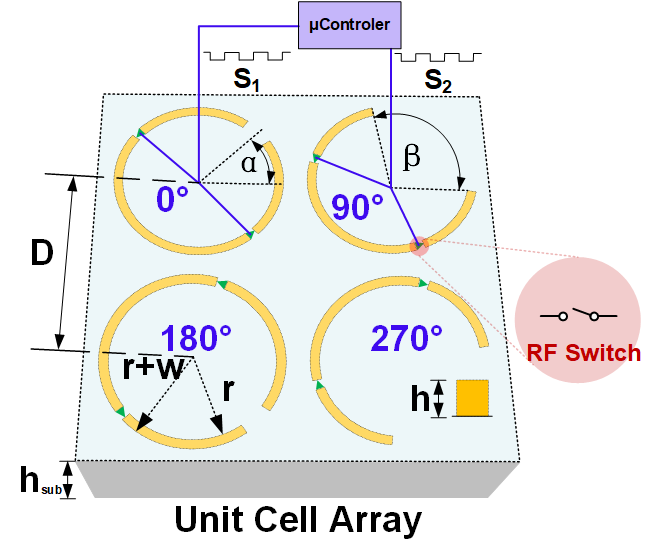 μControler
S1
S2
α
β
0°
90°
D
180°
270°
r+w
r
h
RF Switch
hsub
Unit Cell Array